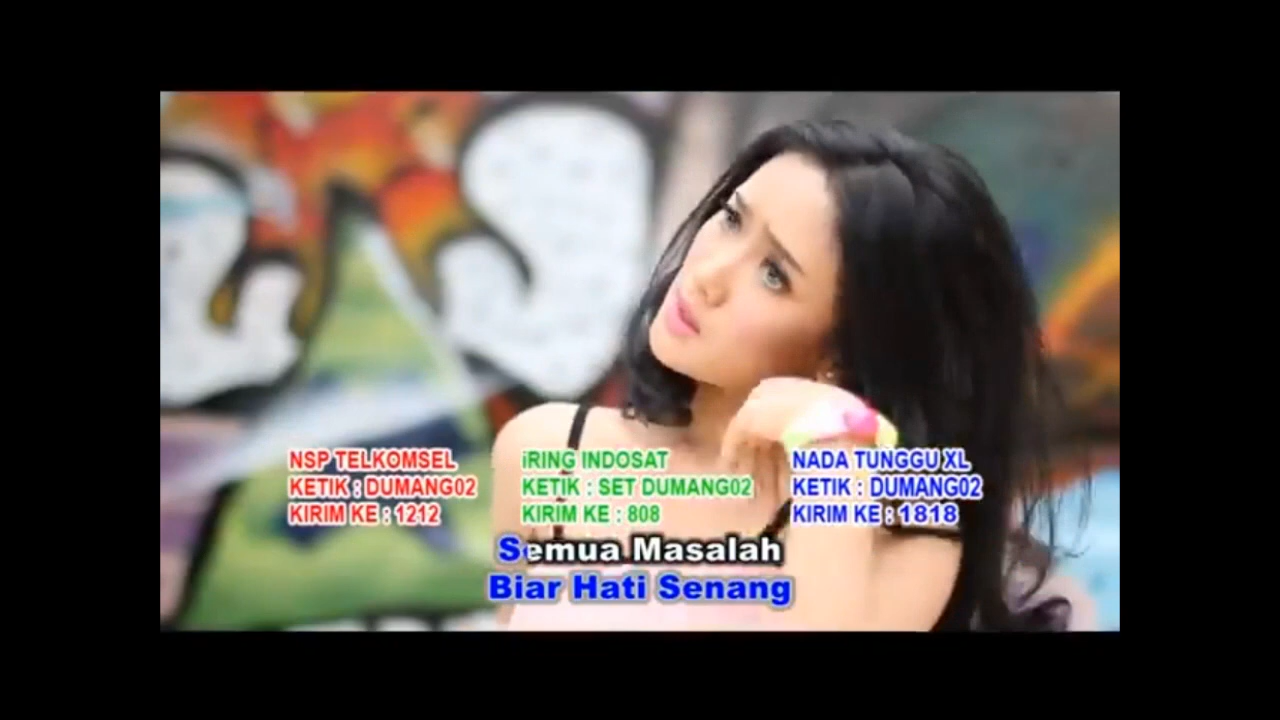 NSP TELKOMSEL
KETIK : DUMANG02
KIRIM KE : 1212
iRING INDOSAT
KETIK : SET DUMANG02
KIRIM KE : 808
NADA TUNGGU XL
KETIK : DUMANG02
KIRIM KE : 1818
Semua Masalah
Biar Hati Senang